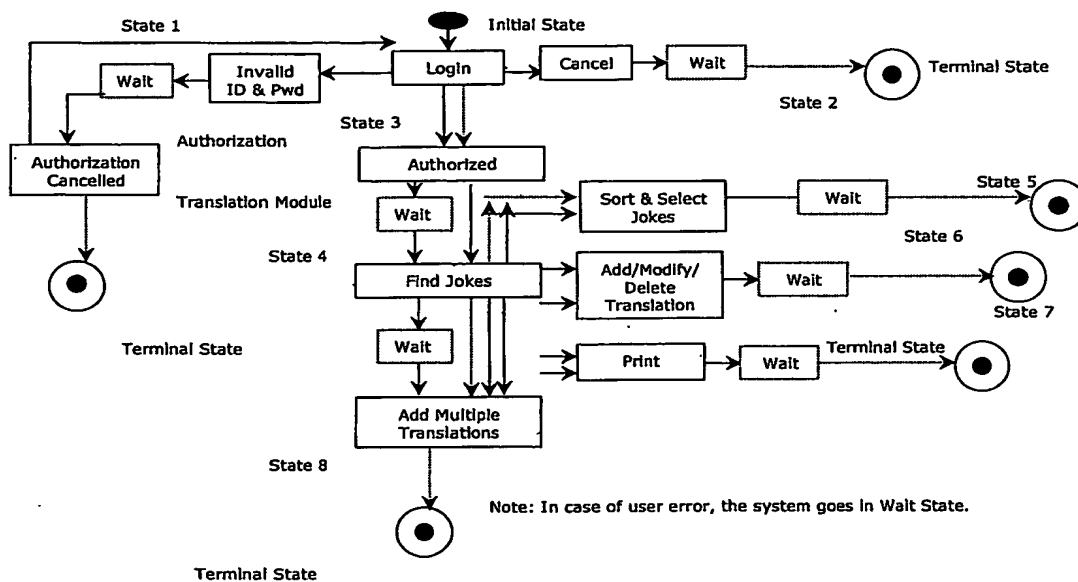 State 1
Initial State
Login
Cancel
Wait
Terminal State
Invalid
ID & Pwd
Wait
State 2
State 3
Authorization
Authorized
Authorization
Cancelled
Translation Module
Wait
Sort & Select
Jokes
Wait
State 5
State 6
State 4
Find Jokes
Add/Modify/
Delete
Translation
Wait
State 7
Terminal State
Wait
Print
Wait
Terminal State
Add Multiple
Translations
State 8
Note: In case of user error, the system goes in Wait State.
Terminal State